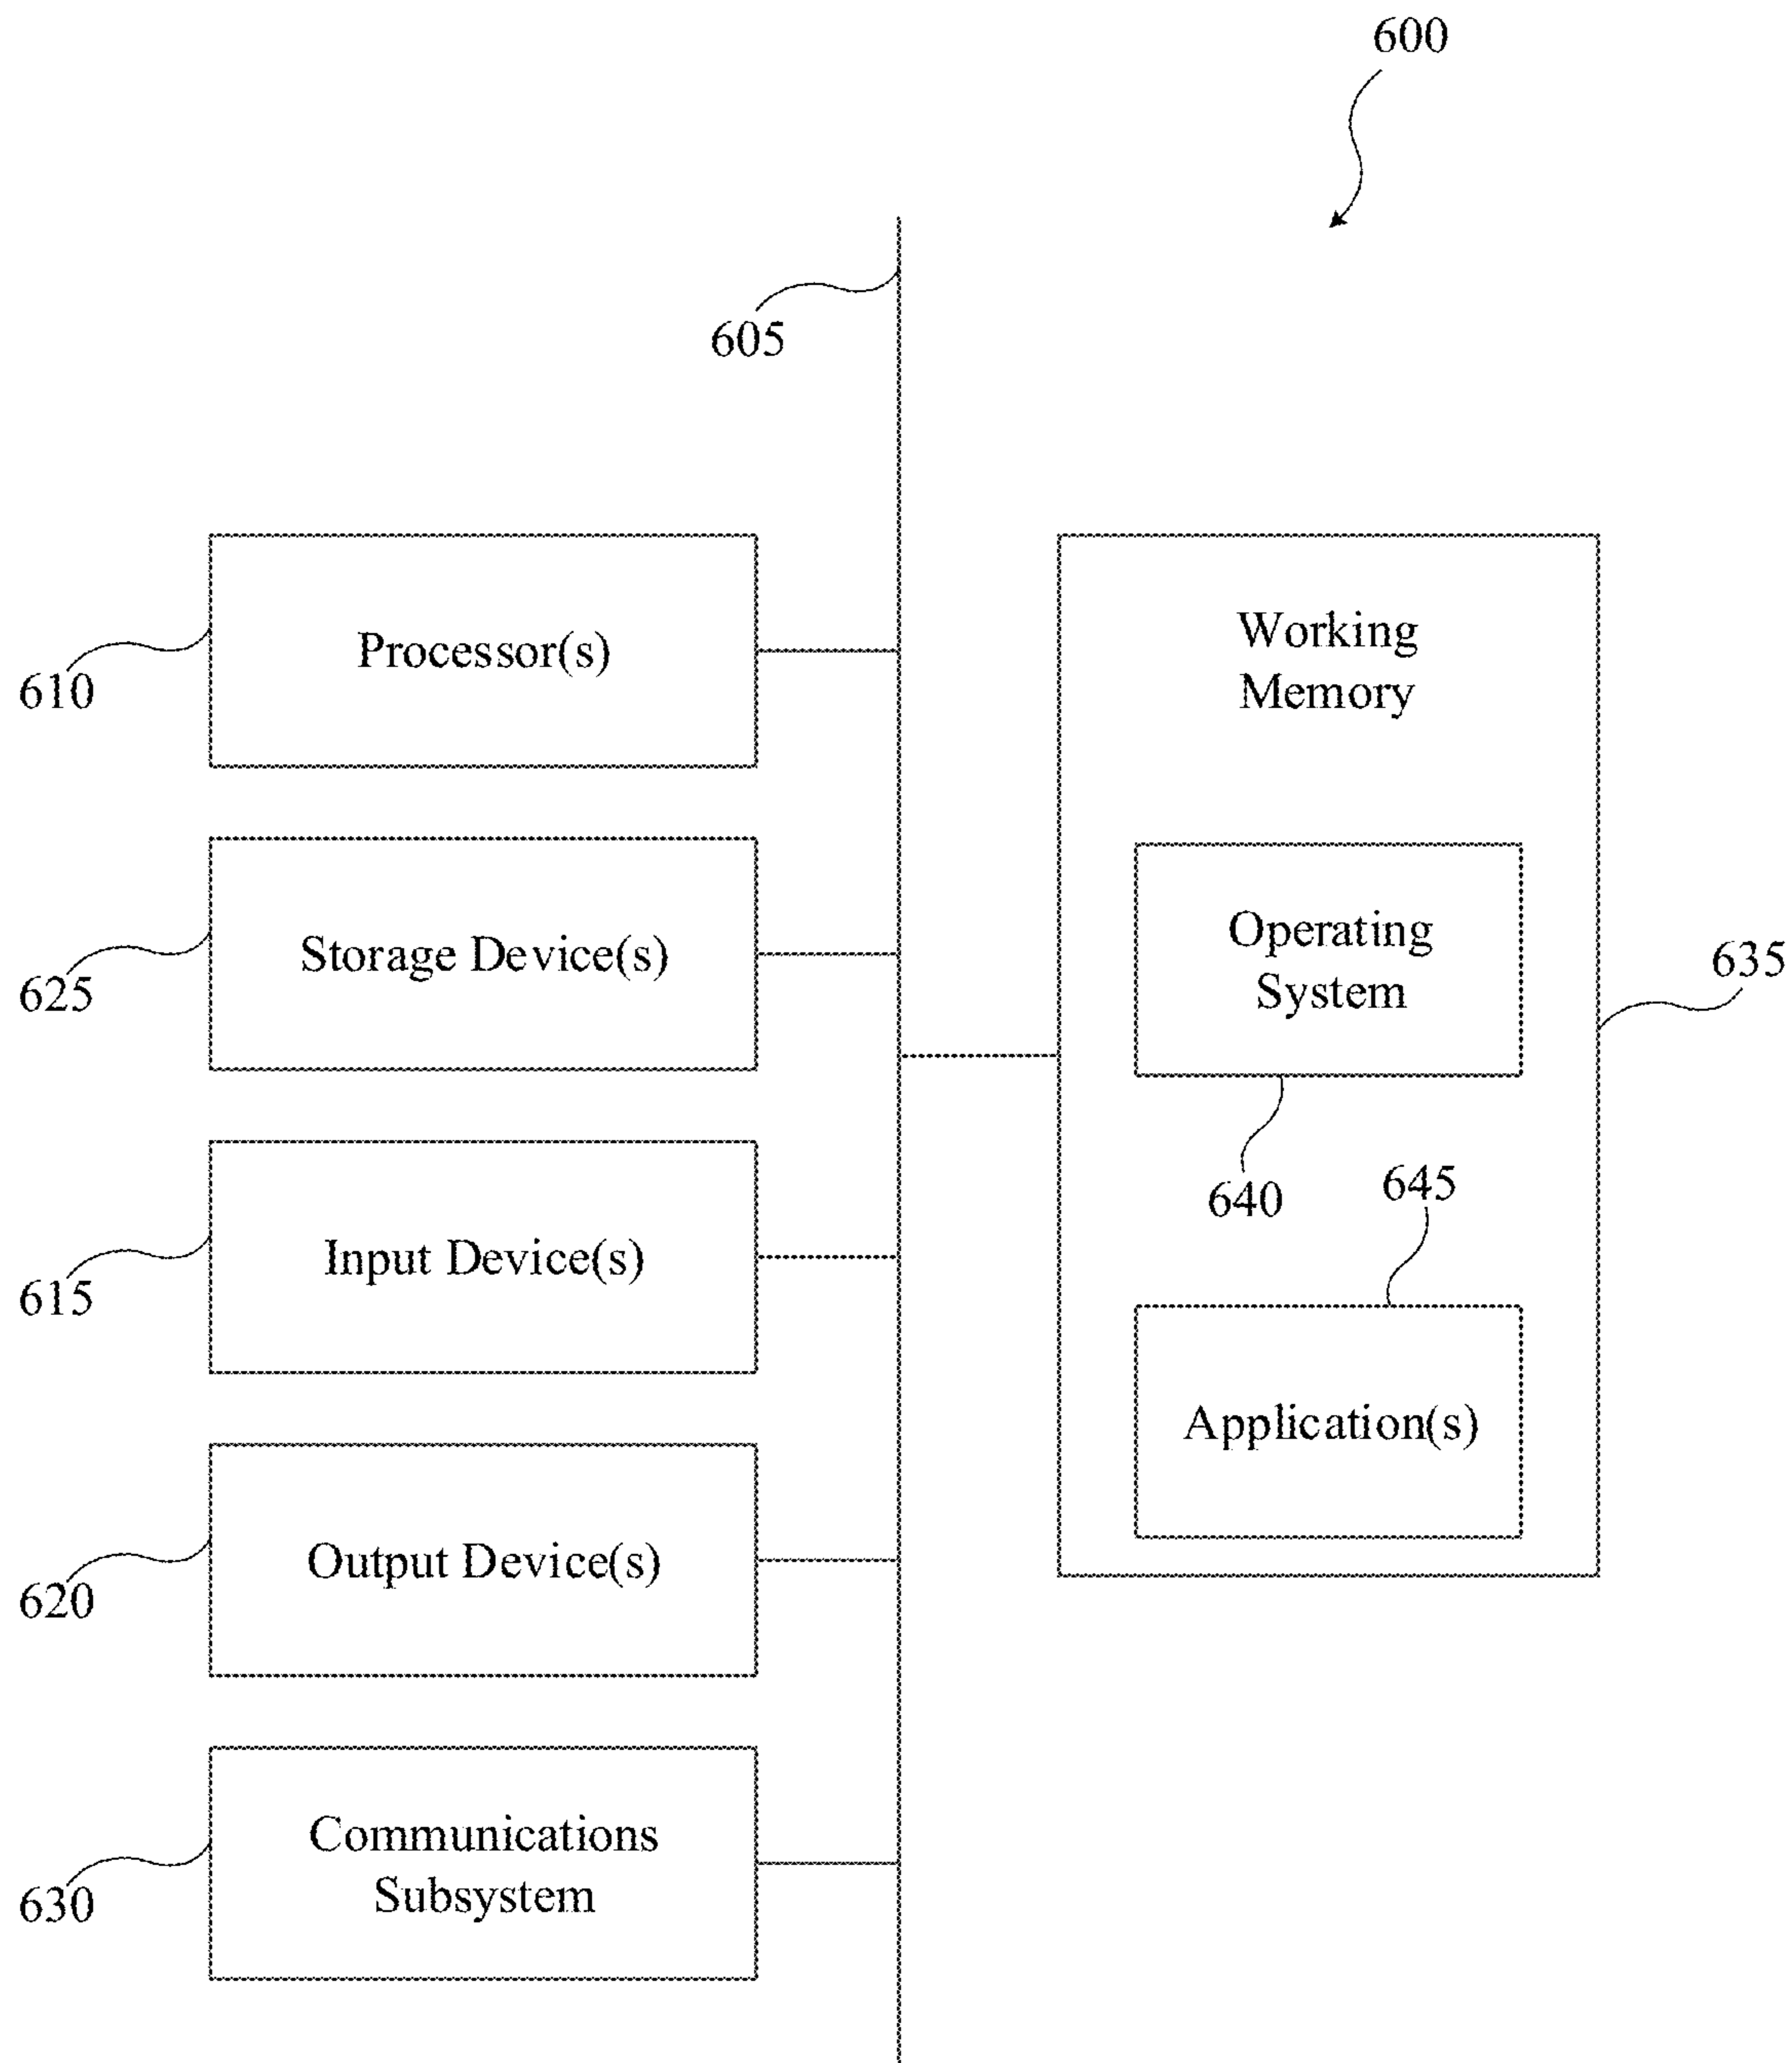 600
605
Processor(s)
610
Working
Memory
Storage Device(s)
625
Operating
System
635
640
645
Input Device(s)
615
Application(s)
Output Device(s)
620
Communications
Subsystem
630